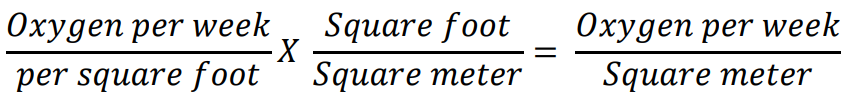 Oxygen per week / per square foot X Square foot / Square meter = Oxygen per week / Square meter